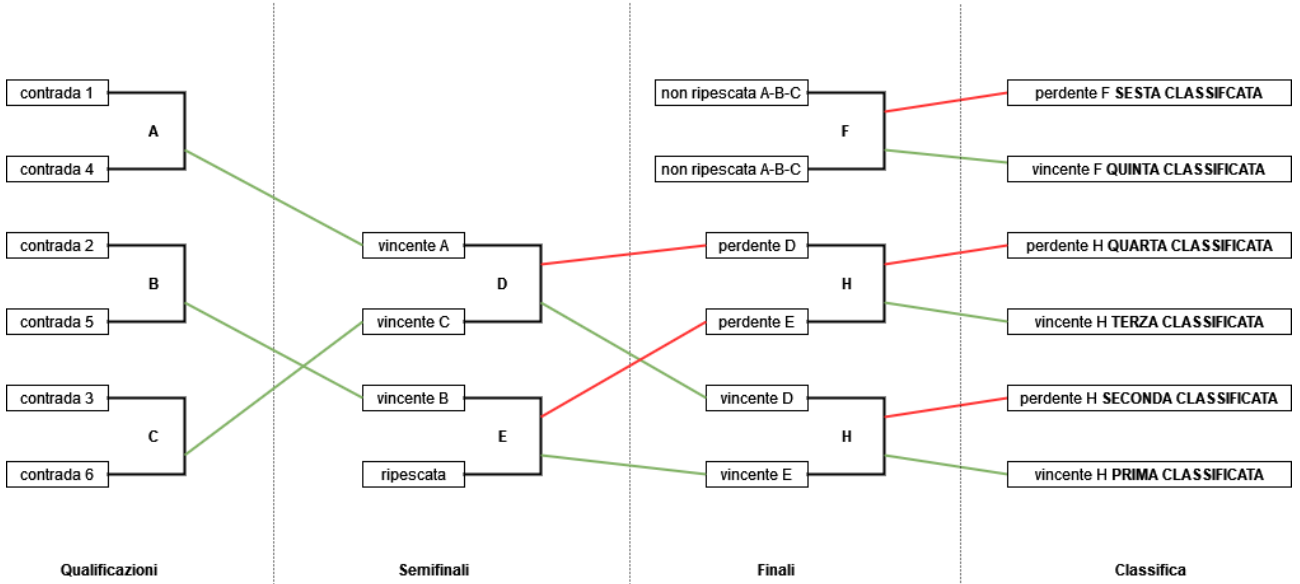 contrada 1
A
contrada 4
contrada 2
B
contrada 5
contrada 3
C
contrada 6
Qualificazioni
vincente A
D
vincente C
vincente B
E
ripescata
Semifinali
non ripescata A-B-C
F
non ripescata A-B-C
perdente D
H
perdente E
vincente D
H
vincente E
Finali
perdente F SESTA CLASSIFCATA
vincente F QUINTA CLASSIFICATA
perdente H QUARTA CLASSIFICATA
vincente H TERZA CLASSIFICATA
perdente H SECONDA CLASSIFICATA
vincente H PRIMA CLASSIFICATA
Classifica